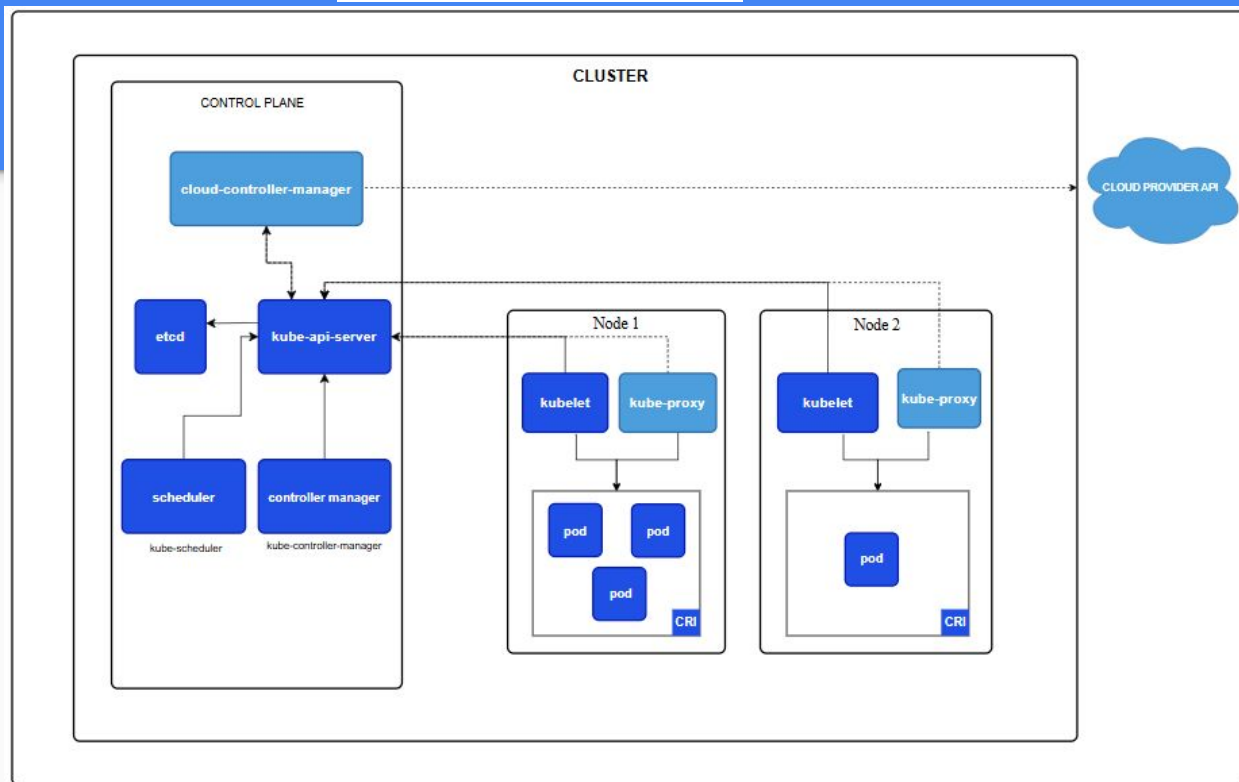 CLUSTER
CONTROL PLANE
cloud-controller-manager
CLOUD PROVIDER API
etcd
kube-api-server
scheduler
kube-scheduler
controller manager
kube-controller-manager
Node 1
kubelet
kube-proxy
pod
pod
pod
CRI
Node 2
kubelet
kube-proxy
pod
CRI